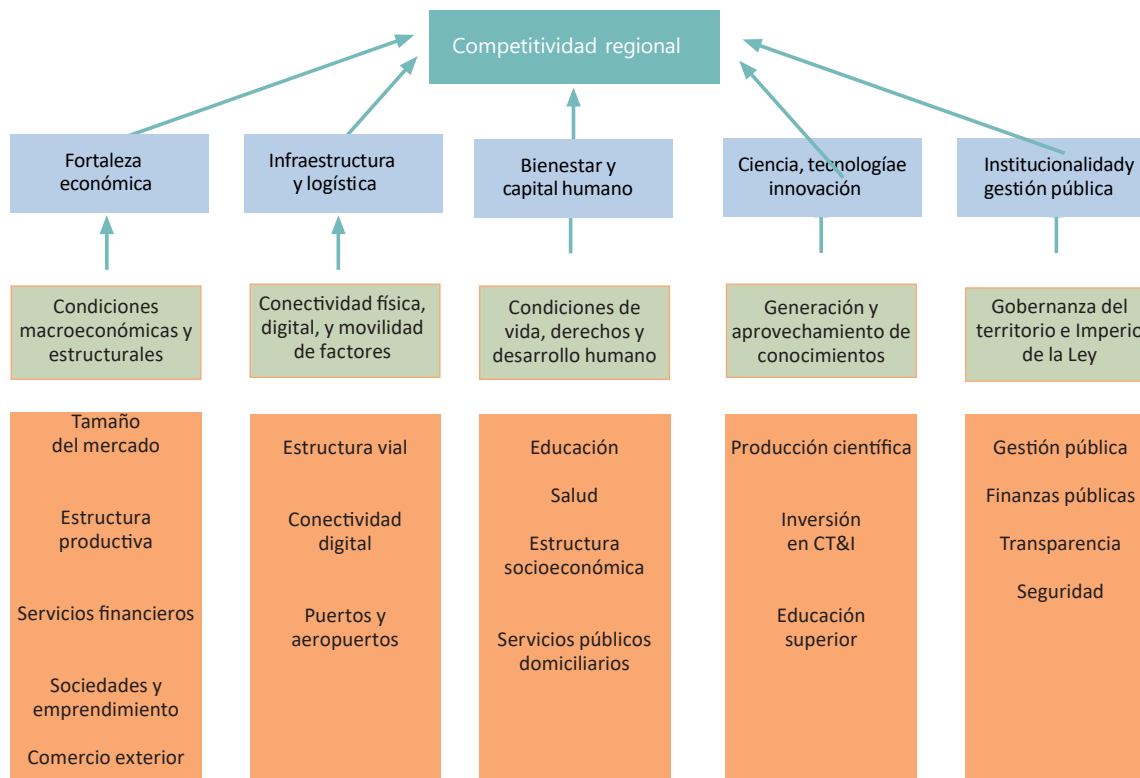 Competitividad regional
Fortaleza
económica
Infraestructura
y logística
Bienestar y
capital humano
Ciencia, tecnologíae
innovación
Institucionalidady
gestión pública
Condiciones
macroeconómicas y
estructurales
Conectividad física,
digital, y movilidad
de factores
Condiciones de
vida, derechos y
desarrollo humano
Generación y
aprovechamiento de
conocimientos
Gobernanza del
territorio e Imperio
de la Ley
Tamaño
del mercado
Estructura
productiva
Servicios financieros
Sociedades y
emprendimiento
Comercio exterior
Estructura vial
Conectividad
digital
Puertos y
aeropuertos
Educación
Salud
Estructura
socioeconómica
Servicios públicos
domiciliarios
Producción científica
Inversión
en CT&I
Educación
superior
Gestión pública
Finanzas públicas
Transparencia
Seguridad